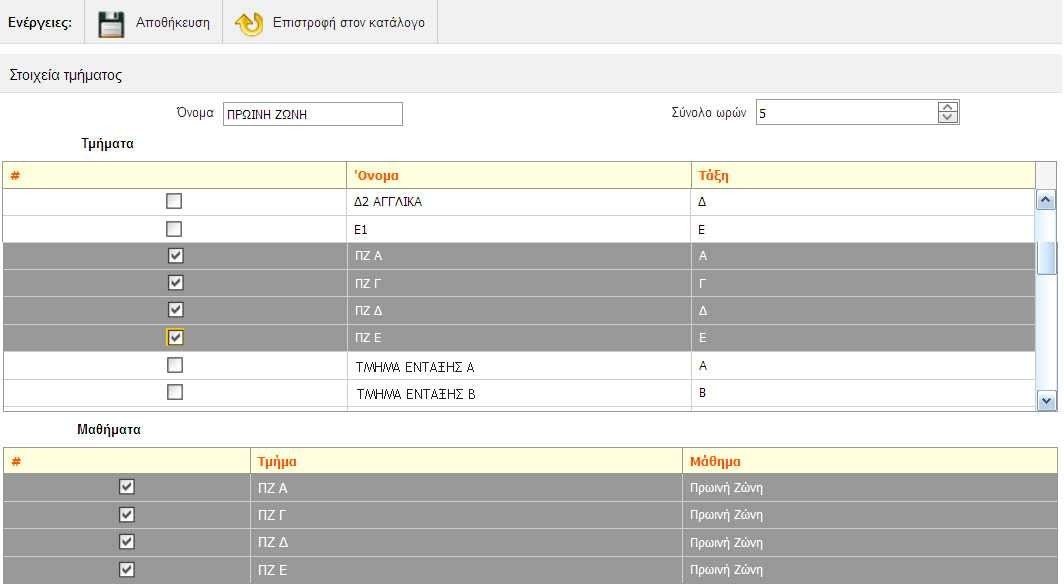 Ενέργειες: Αποθήκευση Επιστροφή στον κατάλογο
Στοιχεία τμήματος
Όνομα ΠΡΩΙΝΗ ΖΩΝΗ Σύνολο ωρών 5
Τμήματα
# Όνομα Τάξη
Δ2 ΑΓΓΛΙΚΑ Δ
Ε1 Ε
ΠΖ Α Α
ΠΖ Γ Γ
ΠΖ Δ Δ
ΠΖ Ε Ε
ΤΜΗΜΑ ΕΝΤΑΞΗΣ Α Α
ΤΜΗΜΑ ΕΝΤΑΞΗΣ Β Β
Μαθήματα
# Τμήμα Μάθημα
ΠΖ Α Πρωινή Ζώνη
ΠΖ Γ Πρωινή Ζώνη
ΠΖ Δ Πρωινή Ζώνη
ΠΖ Ε Πρωινή Ζώνη